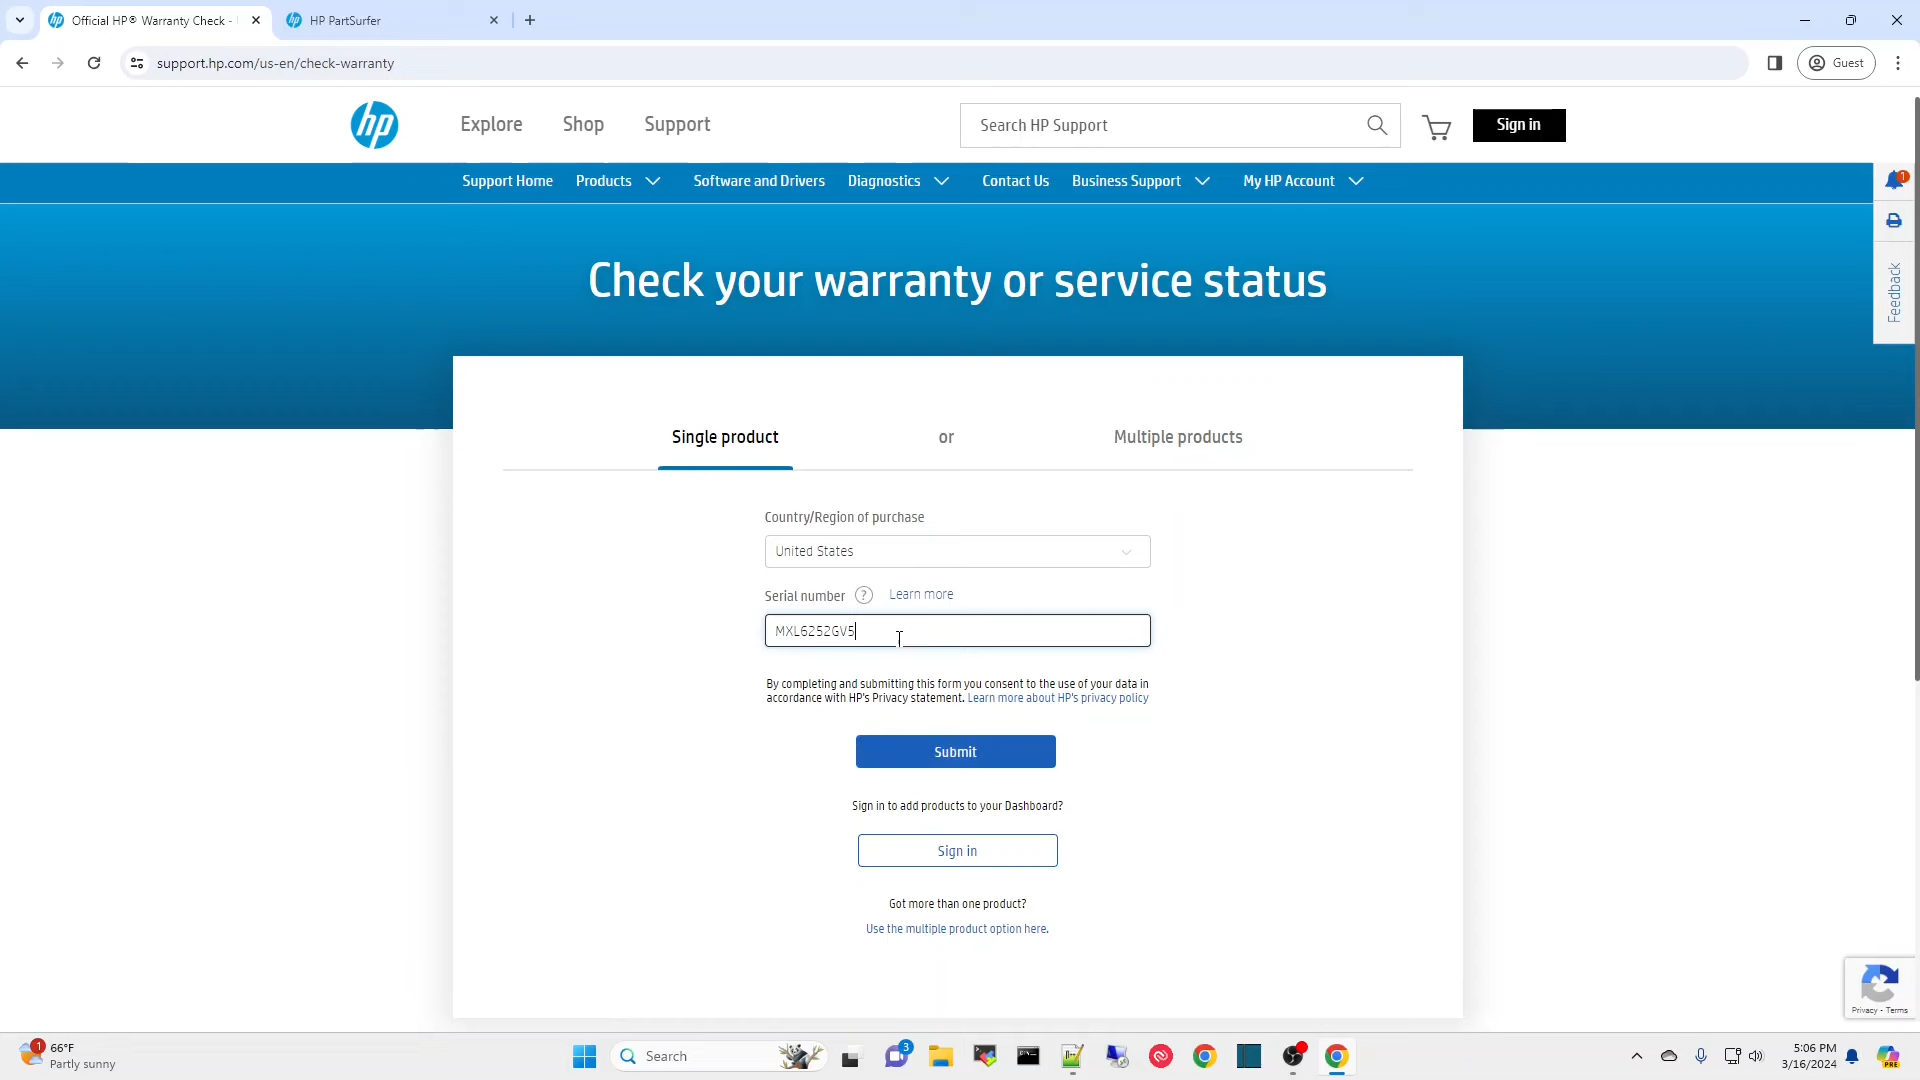 Official HP® Warranty Check -
HP PartSurfer
support.hp.com/us-en/check-warranty
Guest
hp
Explore
Shop
Support
Search HP Support
Sign in
Support Home
Products
Software and Drivers
Diagnostics
Contact Us
Business Support
My HP Account
1
Feedback
Check your warranty or service status
Single product
or
Multiple products
Country/Region of purchase
United States
Serial number
?
Learn more
MXL6252GV5
By completing and submitting this form you consent to the use of your data in
accordance with HP's Privacy statement. Learn more about HP's privacy policy
Submit
Sign in to add products to your Dashboard?
Sign in
Got more than one product?
Use the multiple product option here.
Privacy - Terms
1
66°F
Partly sunny
Search
3
5:06 PM
3/16/2024
PRE